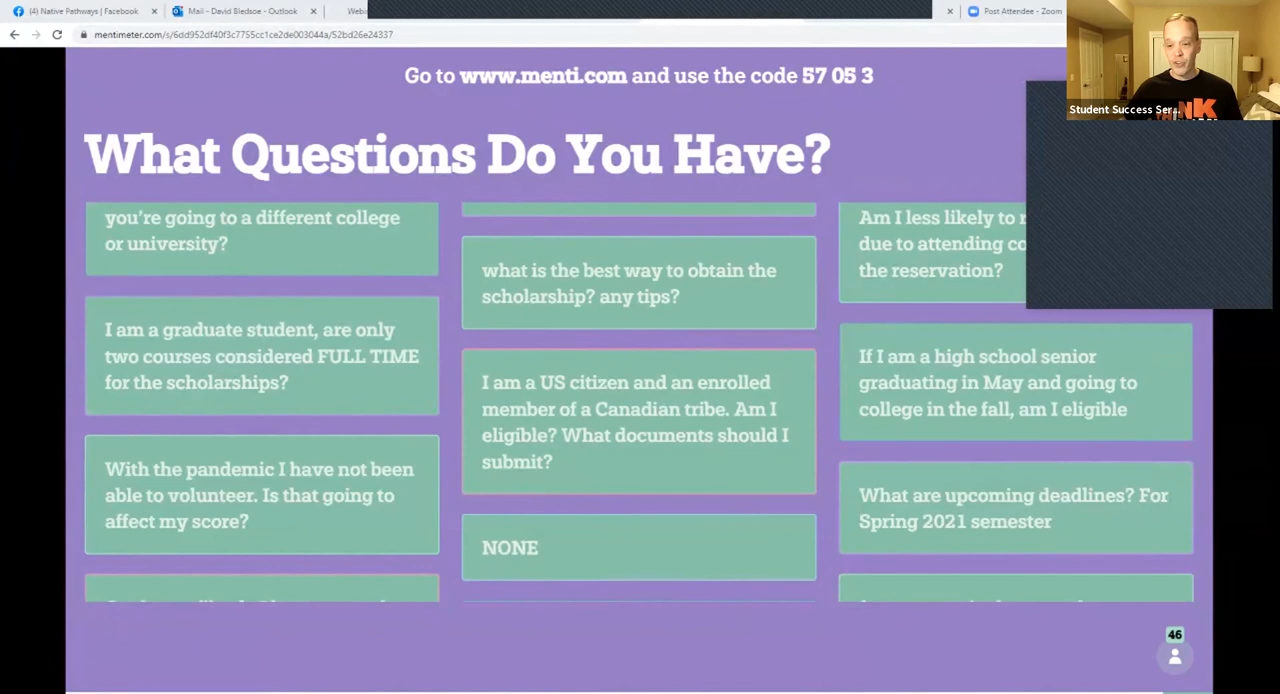 (4) Native Pathways | Facebook
Mail - David Bledsoe - Outlook
Webi
Post Attendee - Zoom
mentimeter.com/s/6dd952df40f3c7755cc1ce2de003044a/52bd26e24337
Student Success Ser...
Go to www.menti.com and use the code 57 05 3
What Questions Do You Have?
you're going to a different college
or university?
I am a graduate student, are only
two courses considered FULL TIME
for the scholarships?
With the pandemic I have not been
able to volunteer. Is that going to
affect my score?
what is the best way to obtain the
scholarship? any tips?
I am a US citizen and an enrolled
member of a Canadian tribe. Am I
eligible? What documents should I
submit?
NONE
Am I less likely to
due to attending
the reservation?
If I am a high school senior
graduating in May and going to
college in the fall, am I eligible
What are upcoming deadlines? For
Spring 2021 semester
46